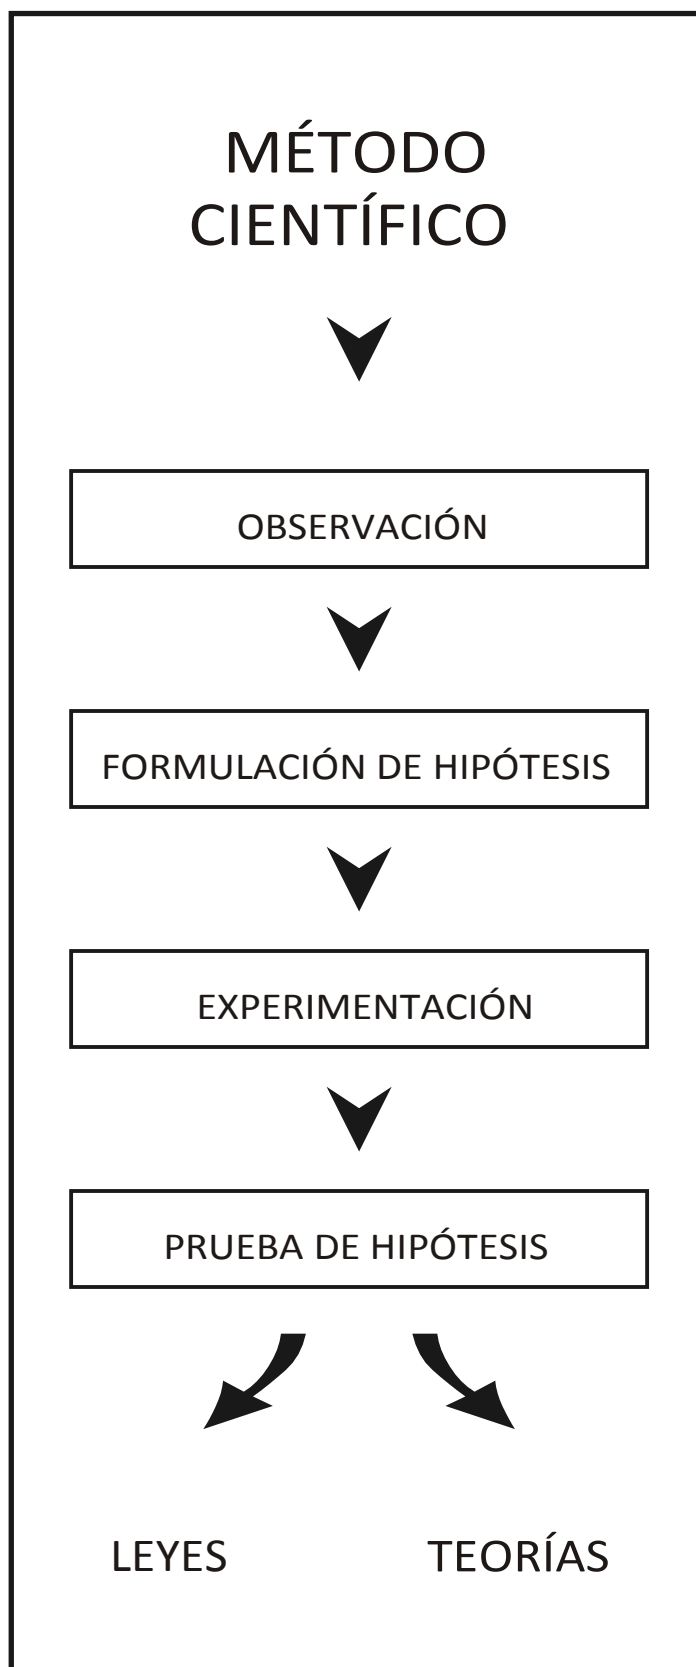 MÉTODO
CIENTÍFICO
OBSERVACIÓN
FORMULACIÓN DE HIPÓTESIS
EXPERIMENTACIÓN
PRUEBA DE HIPÓTESIS
LEYES
TEORÍAS